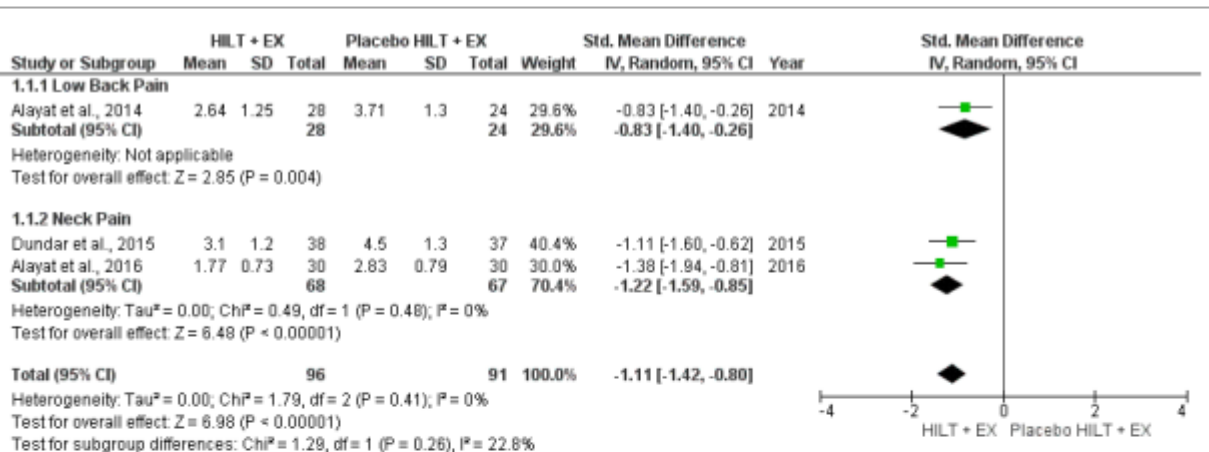 HILT + EX Placebo HILT + EX Std. Mean Difference Std. Mean Difference
Study or Subgroup Mean SD Total Mean SD Total Weight IV, Random, 95% CI Year IV, Random, 95% CI
1.1.1 Low Back Pain
Alayat et al., 2014 2.64 1.25 28 3.71 1.3 24 29.6% -0.83 [-1.40, -0.26] 2014
Subtotal (95% CI) 28 24 29.6% -0.83 [-1.40, -0.26]
Heterogeneity: Not applicable
Test for overall effect: Z = 2.85 (P = 0.004)
1.1.2 Neck Pain
Dundar et al., 2015 3.1 1.2 38 4.5 1.3 37 40.4% -1.11 [-1.60, -0.62] 2015
Alayat et al., 2016 1.77 0.73 30 2.83 0.79 30 30.0% -1.38 [-1.94, -0.81] 2016
Subtotal (95% CI) 68 67 70.4% -1.22 [-1.59, -0.85]
Heterogeneity: Tau² = 0.00; Chi² = 0.49, df = 1 (P = 0.48); I² = 0%
Test for overall effect: Z = 6.48 (P < 0.00001)
Total (95% CI) 96 91 100.0% -1.11 [-1.42, -0.80]
Heterogeneity: Tau² = 0.00; Chi² = 1.79, df = 2 (P = 0.41); I² = 0%
Test for overall effect: Z = 6.98 (P < 0.00001)
Test for subgroup differences: Chi² = 1.29, df = 1 (P = 0.26), I² = 22.8%
-4 -2 0 2 4
HILT + EX Placebo HILT + EX